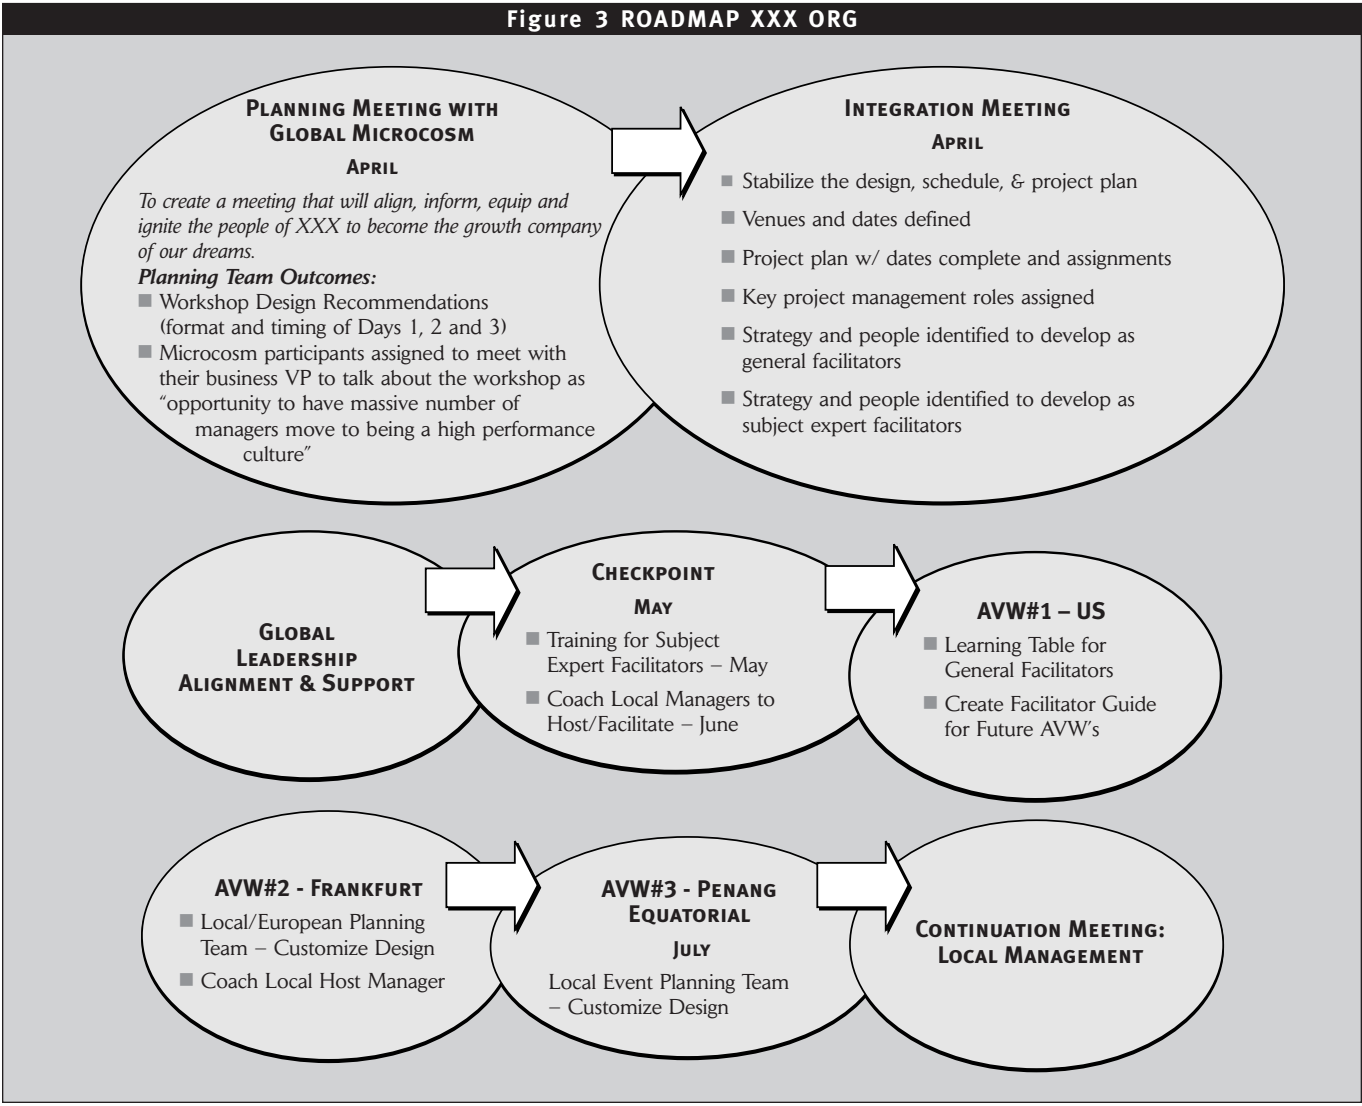 Figure 3 ROADMAP XXX ORG
PLANNING MEETING WITH
GLOBAL MICROCOSM
APRIL
To create a meeting that will align, inform, equip and
ignite the people of XXX to become the growth company
of our dreams.
Planning Team Outcomes:
■ Workshop Design Recommendations
(format and timing of Days 1, 2 and 3)
■ Microcosm participants assigned to meet with
their business VP to talk about the workshop as
“opportunity to have massive number of
managers move to being a high performance
culture”
INTEGRATION MEETING
APRIL
■ Stabilize the design, schedule, & project plan
■ Venues and dates defined
■ Project plan w/ dates complete and assignments
■ Key project management roles assigned
■ Strategy and people identified to develop as
general facilitators
■ Strategy and people identified to develop as
subject expert facilitators
GLOBAL
LEADERSHIP
ALIGNMENT & SUPPORT
CHECKPOINT
MAY
■ Training for Subject
Expert Facilitators – May
■ Coach Local Managers to
Host/Facilitate – June
AVW#1 – US
■ Learning Table for
General Facilitators
■ Create Facilitator Guide
for Future AVW’s
AVW#2 - FRANKFURT
■ Local/European Planning
Team – Customize Design
■ Coach Local Host Manager
AVW#3 - PENANG
EQUATORIAL
JULY
Local Event Planning Team
– Customize Design
CONTINUATION MEETING:
LOCAL MANAGEMENT